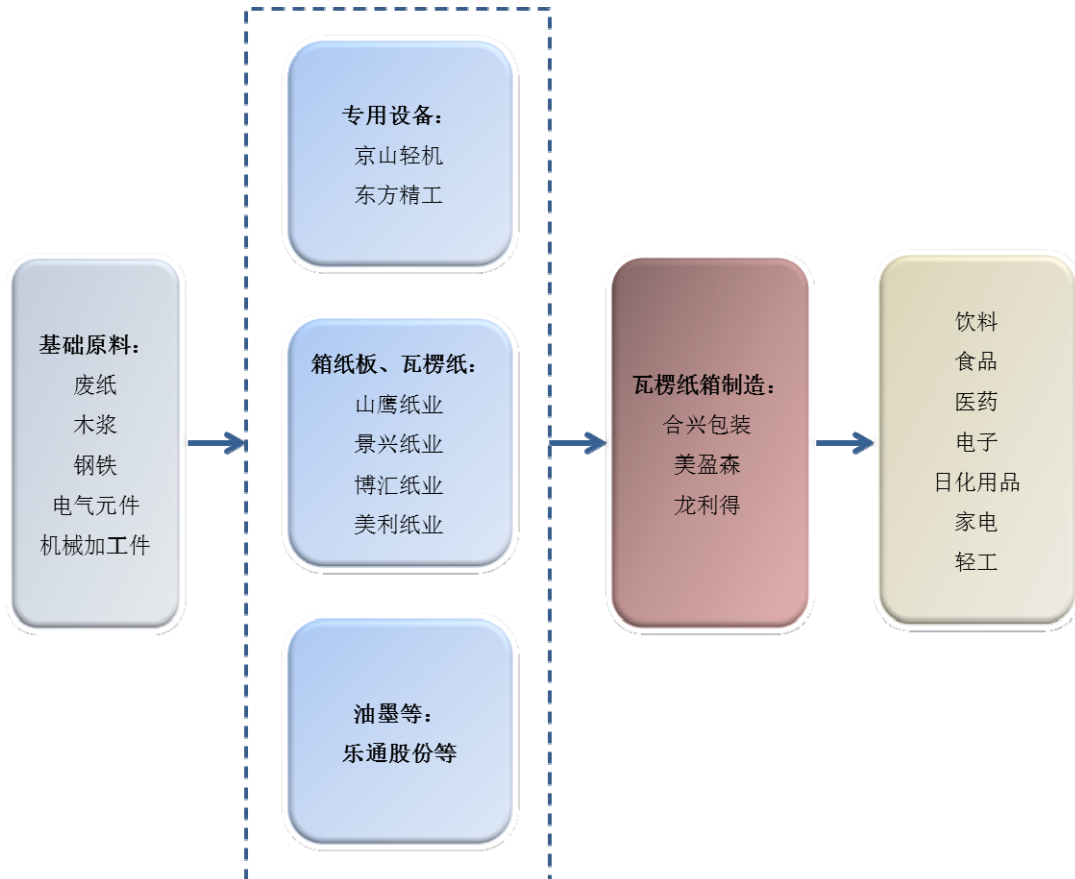 基础原料：
废纸
木浆
钢铁
电气元件
机械加工件
专用设备：
京山轻机
东方精工
箱纸板、瓦楞纸：
山鹰纸业
景兴纸业
博汇纸业
美利纸业
油墨等：
乐通股份等
瓦楞纸箱制造：
合兴包装
美盈森
龙利得
饮料
食品
医药
电子
日化用品
家电
轻工